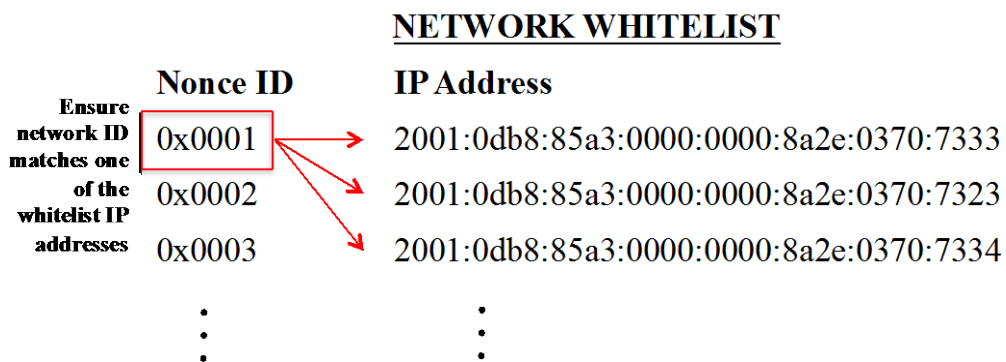 NETWORK WHITELIST
Nonce ID IP Address
Ensure
network ID
matches one
of the
whitelist IP
addresses
0x0001 2001:0db8:85a3:0000:0000:8a2e:0370:7333
0x0002 2001:0db8:85a3:0000:0000:8a2e:0370:7323
0x0003 2001:0db8:85a3:0000:0000:8a2e:0370:7334